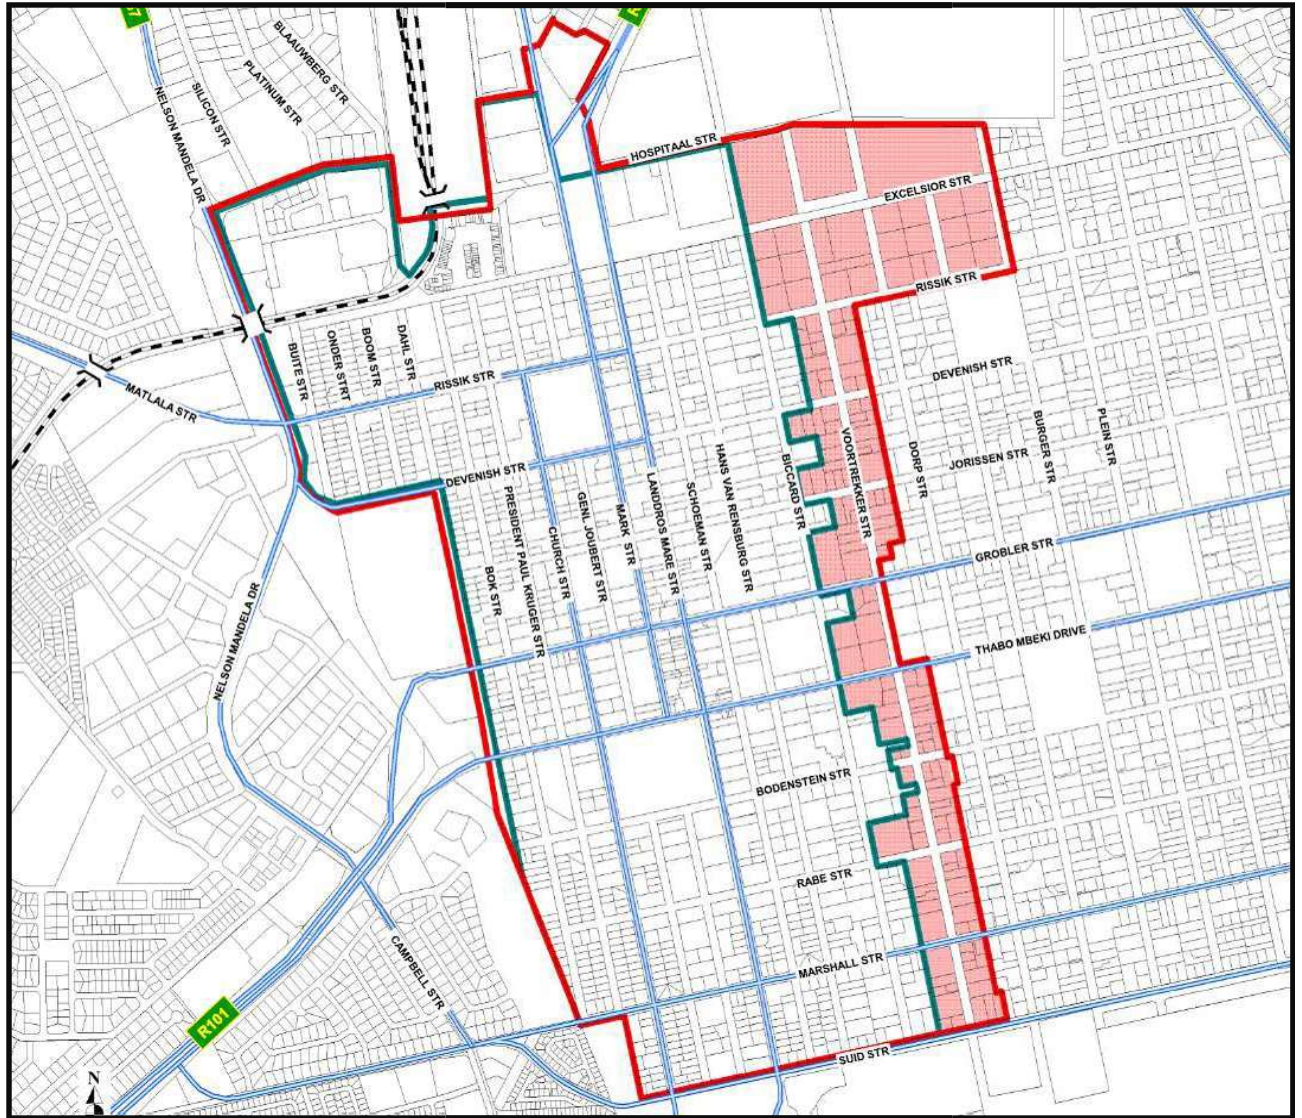 BLAAUWBERG STR
PLATINUM STR
SILICON STR
NELSON MANDELA DR
HOSPITAAL STR
EXCELSIOR STR
RISSIK STR
BUITE STR
ONDER STRT
BOOM STR
DAHL STR
RISSIK STR
MATLALA STR
DEVENISH STR
BURGER STR
PLEIN STR
JORISSEN STR
DORP STR
VOORTREKKER STR
BICCARD STR
HANS VAN RENSBURG STR
SCHOEMAN STR
LANDDROS MARE STR
MARK STR
GENL JOUBERT STR
CHURCH STR
PRESIDENT PAUL KRUGER STR
BOK STR
DEVENISH STR
GROBLER STR
THABO MBEKI DRIVE
NELSON MANDELA DR
BODENSTEIN STR
RABE STR
MARSHALL STR
CAMPBELL STR
R101
SUID STR
N